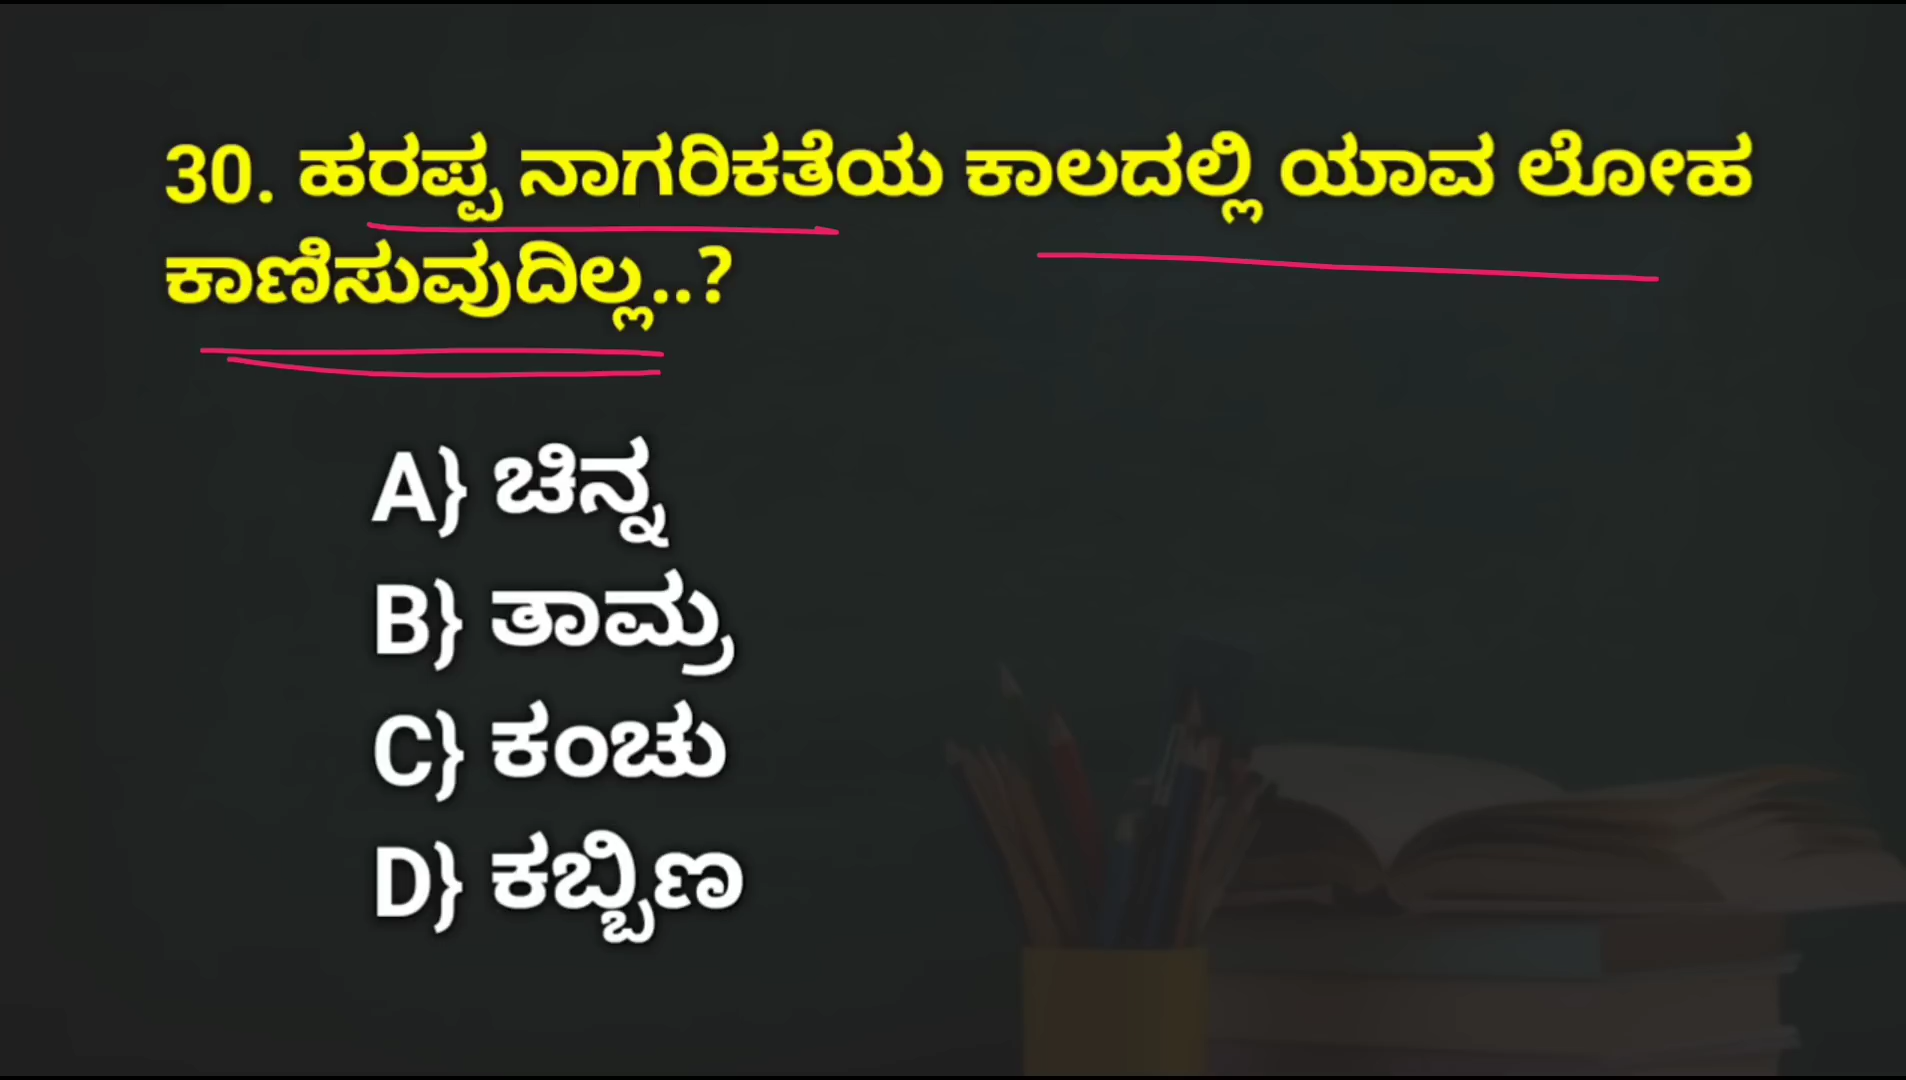 30. ಹರಪ್ಪ ನಾಗರಿಕತೆಯ ಕಾಲದಲ್ಲಿ ಯಾವ ಲೋಹ
ಕಾಣಿಸುವುದಿಲ್ಲ..?
A} ಚಿನ್ನ
B} ತಾಮ್ರ
C} ಕಂಚು
D} ಕಬ್ಬಿಣ